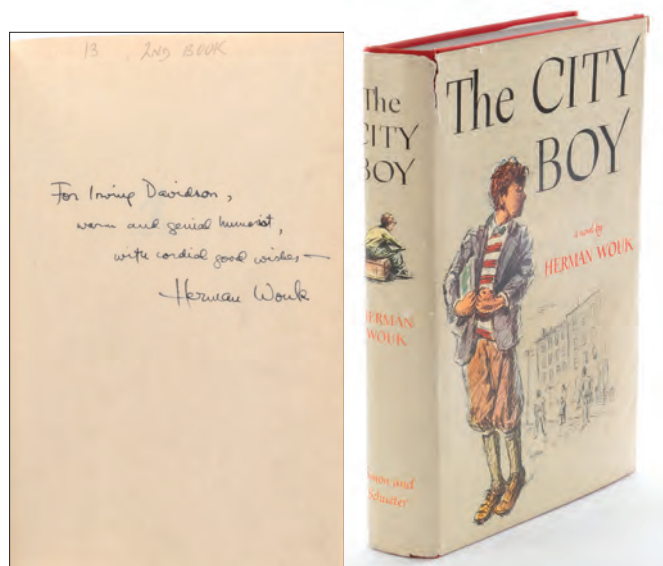 13 2ND BOOK
For Irving Davidson,
warm and genial humorist,
with cordial good wishes—
Herman Wouk
The
CITY
BOY
HERMAN
WOUK
Simon and
Schuster
The CITY
BOY
a novel by
HERMAN WOUK